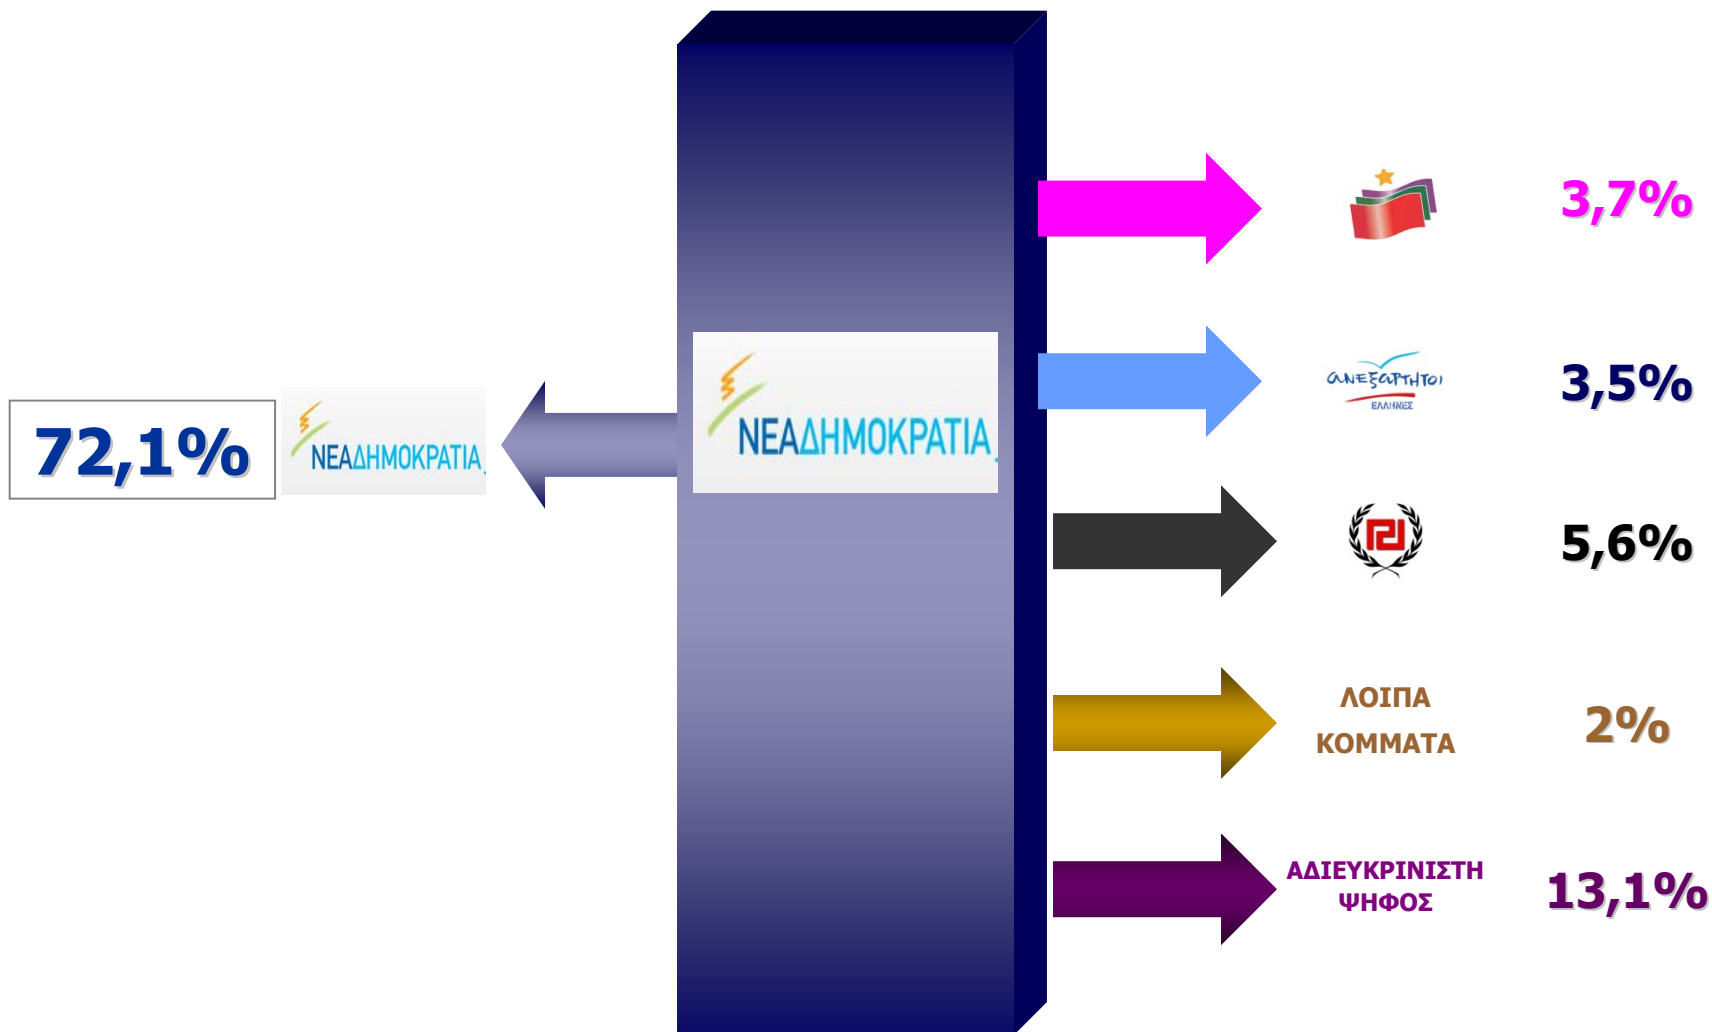 3,7%
ανεξαρτητοι
ΕΛΛΗΝΕΣ
3,5%
72,1%
ΝΕΑΔΗΜΟΚΡΑΤΙΑ
ΝΕΑΔΗΜΟΚΡΑΤΙΑ
5,6%
ΛΟΙΠΑ
ΚΟΜΜΑΤΑ
2%
ΑΔΙΕΥΚΡΙΝΙΣΤΗ
ΨΗΦΟΣ
13,1%